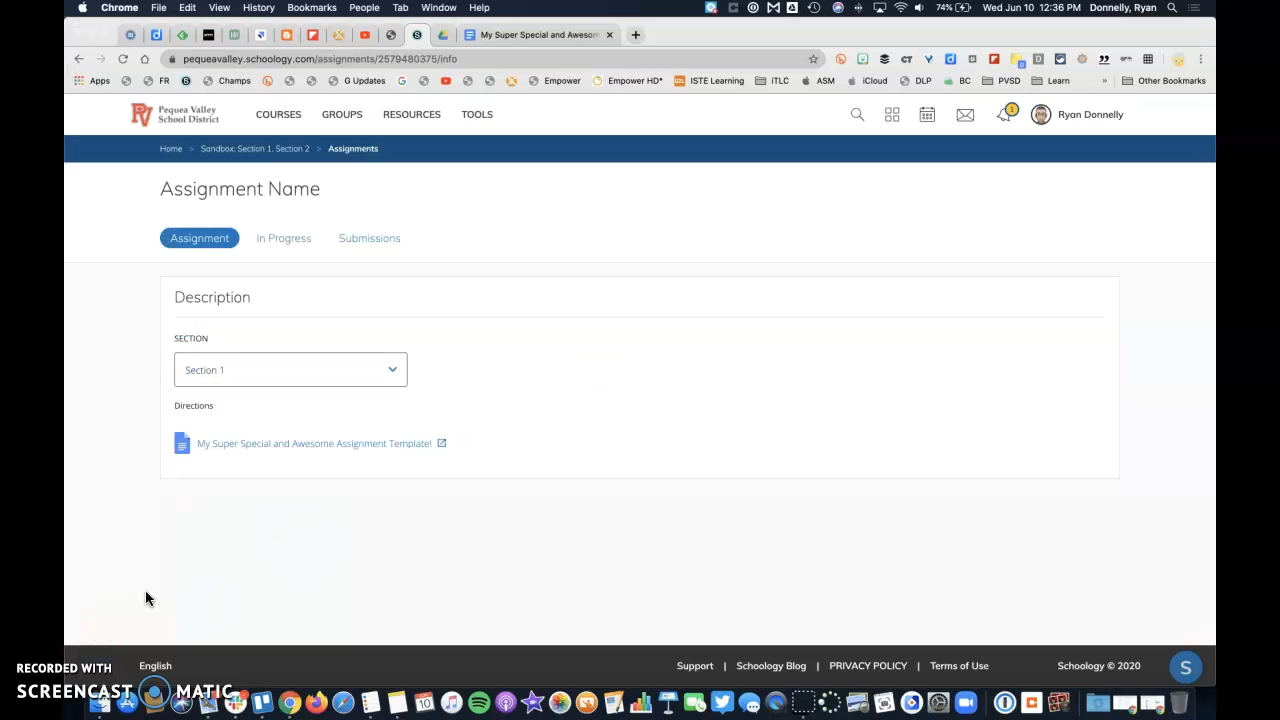 Chrome File Edit View History Bookmarks People Tab Window Help 74% Wed Jun 10 12:36 PM Donnelly, Ryan
My Super Special and Awesom
pequeavalley.schoology.com/assignments/2579480375/info
Apps FR Champs G Updates Empower Empower HD* ISTE Learning iTLC ASM iCloud DLP BC PVSD Learn » Other Bookmarks
PV Pequea Valley School District COURSES GROUPS RESOURCES TOOLS 1 Ryan Donnelly
Home > Sandbox: Section 1, Section 2 > Assignments
Assignment Name
Assignment In Progress Submissions
Description
SECTION
Section 1
Directions
My Super Special and Awesome Assignment Template!
English Support | Schoology Blog | PRIVACY POLICY | Terms of Use Schoology © 2020 S
RECORDED WITH
SCREENCAST MATIC